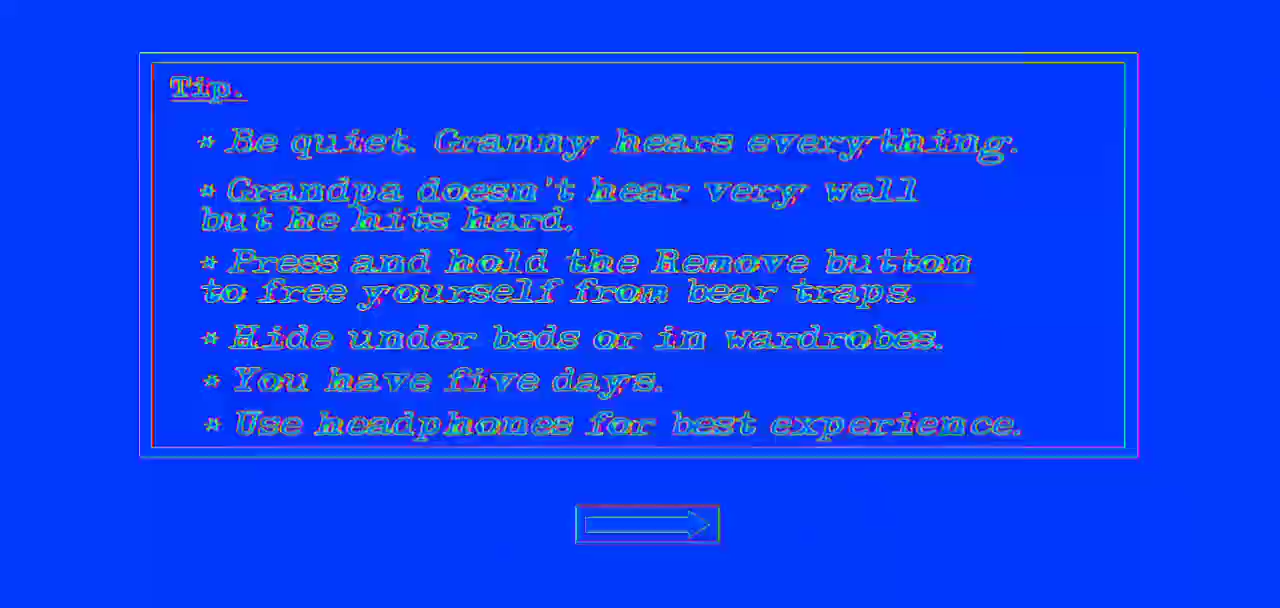 Tip.
* Be quiet. Granny hears everything.
* Grandpa doesn't hear very well
but he hits hard.
* Press and hold the Remove button
to free yourself from bear traps.
* Hide under beds or in wardrobes.
* You have five days.
* Use headphones for best experience.